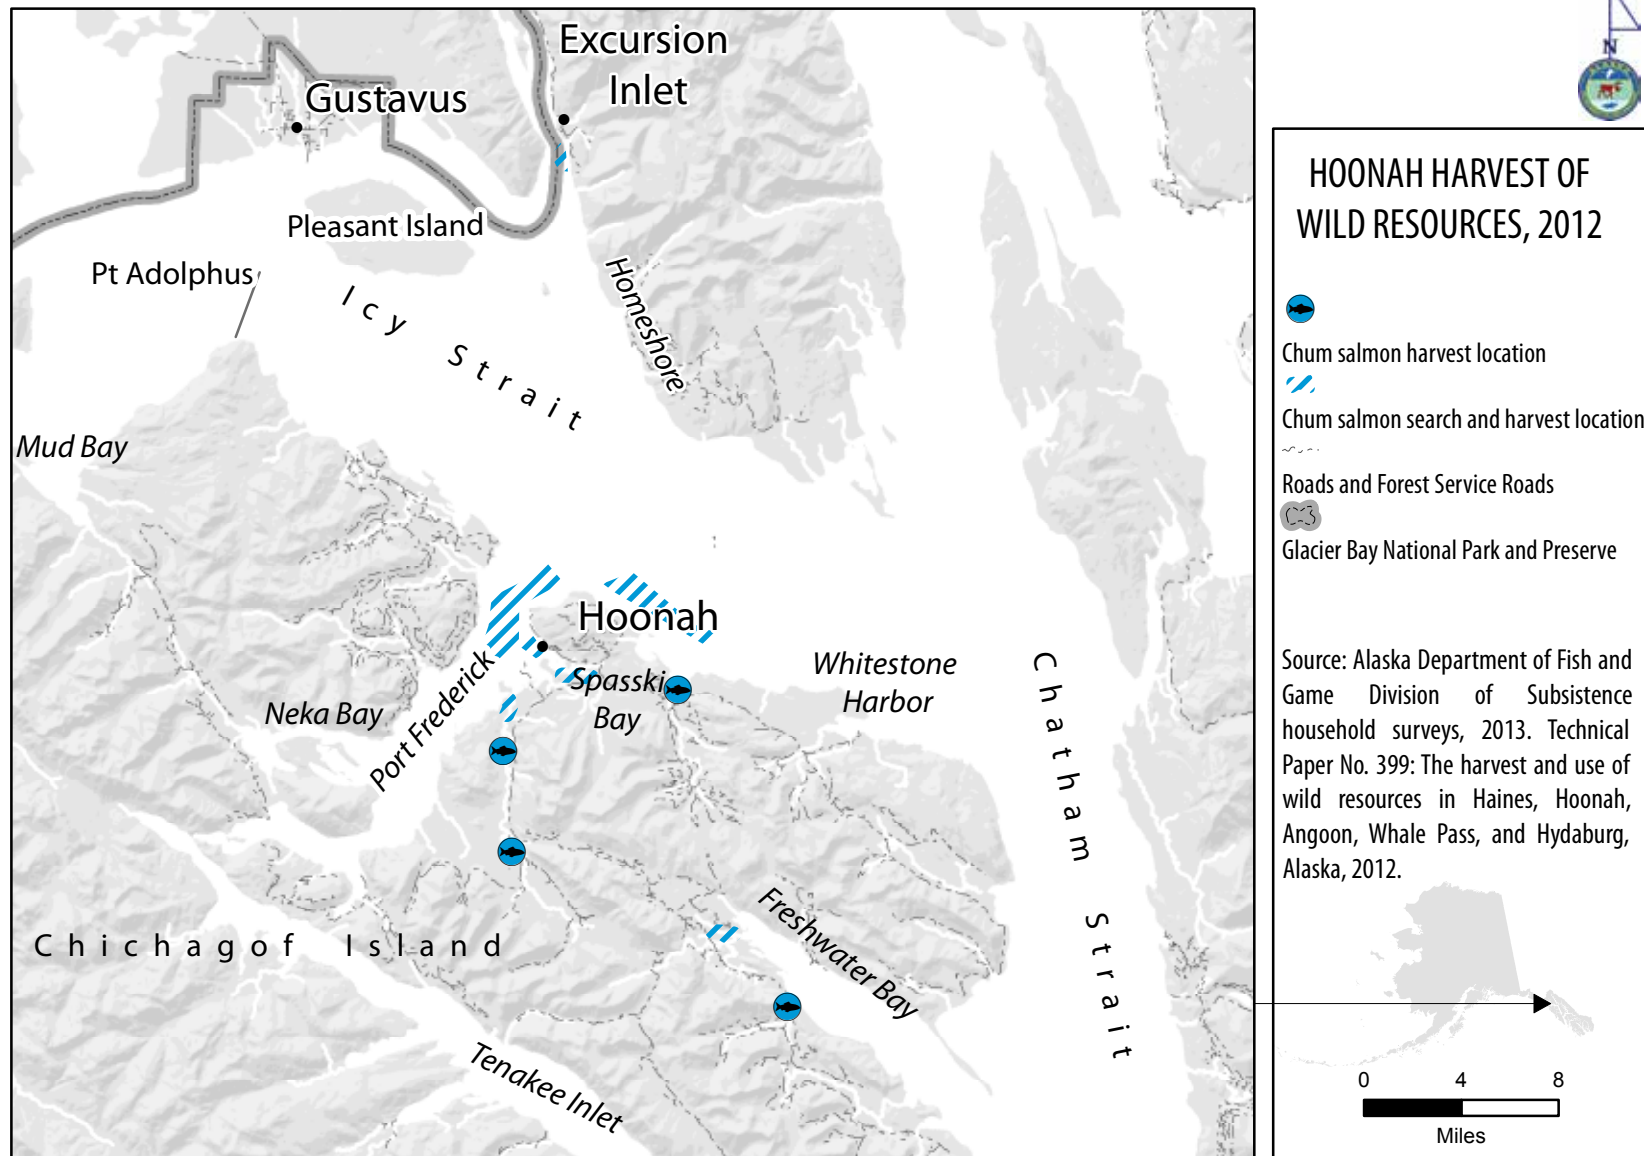 Excursion
Inlet
Gustavus
Pleasant Island
Pt Adolphus
Homeshore
Icy Strait
Mud Bay
Hoonah
Whitestone
Harbor
Spasski
Bay
Neka Bay
Port Frederick
Chatham Strait
Freshwater Bay
Chichagof Island
Tenakee Inlet
N
HOONAH HARVEST OF
WILD RESOURCES, 2012
Chum salmon harvest location
Chum salmon search and harvest location
Roads and Forest Service Roads
Glacier Bay National Park and Preserve
Source: Alaska Department of Fish and
Game Division of Subsistence
household surveys, 2013. Technical
Paper No. 399: The harvest and use of
wild resources in Haines, Hoonah,
Angoon, Whale Pass, and Hydaburg,
Alaska, 2012.
0 4 8
Miles